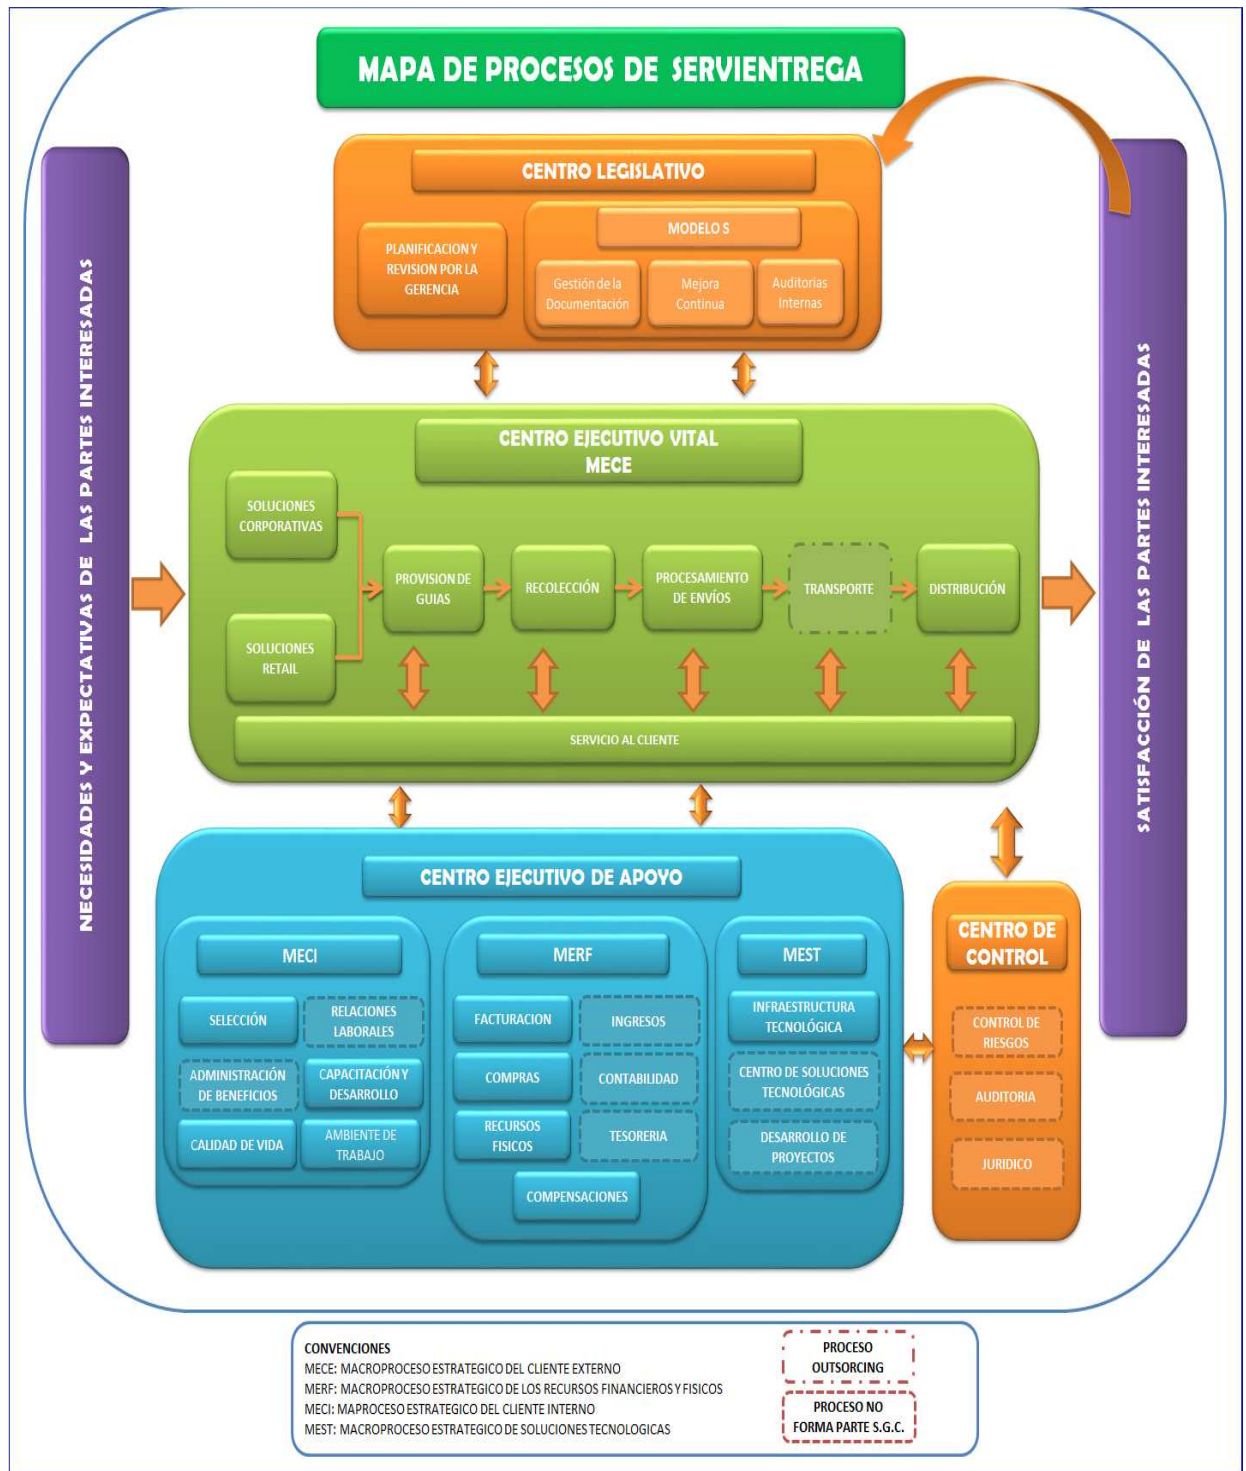 MAPA DE PROCESOS DE SERVIENTREGA
NECESIDADES Y EXPECTATIVAS DE LAS PARTES INTERESADAS
CENTRO LEGISLATIVO
PLANIFICACION Y
REVISION POR LA
GERENCIA
MODELO S
Gestión de la
Documentación
Mejora
Continua
Auditorias
Internas
CENTRO EJECUTIVO VITAL
MECE
SOLUCIONES
CORPORATIVAS
SOLUCIONES
RETAIL
PROVISION DE
GUIAS
RECOLECCIÓN
PROCESAMIENTO
DE ENVÍOS
TRANSPORTE
DISTRIBUCIÓN
SERVICIO AL CLIENTE
SATISFACCIÓN DE LAS PARTES INTERESADAS
CENTRO EJECUTIVO DE APOYO
MECI
SELECCIÓN
RELACIONES
LABORALES
ADMINISTRACIÓN
DE BENEFICIOS
CAPACITACIÓN Y
DESARROLLO
CALIDAD DE VIDA
AMBIENTE DE
TRABAJO
MERF
FACTURACION
INGRESOS
COMPRAS
CONTABILIDAD
RECURSOS
FISICOS
TESORERIA
COMPENSACIONES
MEST
INFRAESTRUCTURA
TECNOLÓGICA
CENTRO DE SOLUCIONES
TECNOLÓGICAS
DESARROLLO DE
PROYECTOS
CENTRO DE
CONTROL
CONTROL DE
RIESGOS
AUDITORIA
JURIDICO
CONVENCIONES
MECE: MACROPROCESO ESTRATEGICO DEL CLIENTE EXTERNO
MERF: MACROPROCESO ESTRATEGICO DE LOS RECURSOS FINANCIEROS Y FISICOS
MECI: MAPROCESO ESTRATEGICO DEL CLIENTE INTERNO
MEST: MACROPROCESO ESTRATEGICO DE SOLUCIONES TECNOLOGICAS
PROCESO
OUTSORCING
PROCESO NO
FORMA PARTE S.G.C.